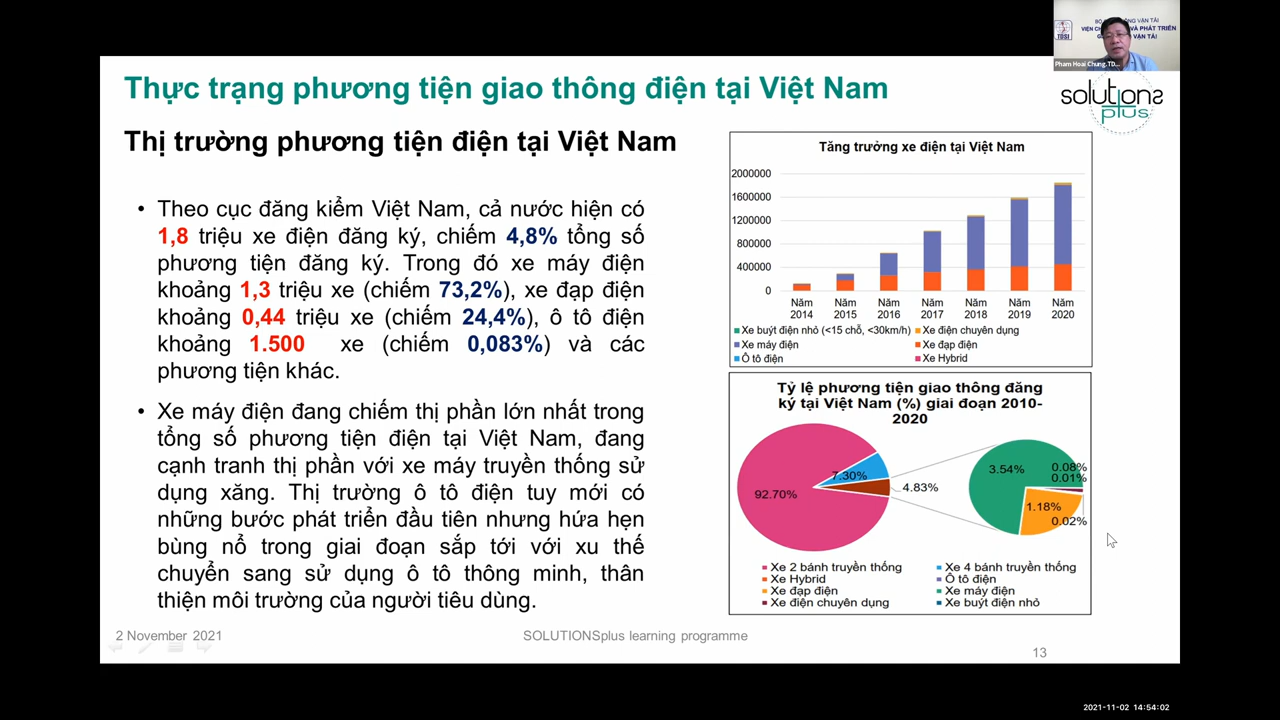 BỘ GIAO THÔNG VẬN TẢI
TDSI
Pham Hoai Chung.TD...
solutions
plus
Thực trạng phương tiện giao thông điện tại Việt Nam
Thị trường phương tiện điện tại Việt Nam
• Theo cục đăng kiểm Việt Nam, cả nước hiện có
1,8 triệu xe điện đăng ký, chiếm 4,8% tổng số
phương tiện đăng ký. Trong đó xe máy điện
khoảng 1,3 triệu xe (chiếm 73,2%), xe đạp điện
khoảng 0,44 triệu xe (chiếm 24,4%), ô tô điện
khoảng 1.500 xe (chiếm 0,083%) và các
phương tiện khác.
• Xe máy điện đang chiếm thị phần lớn nhất trong
tổng số phương tiện điện tại Việt Nam, đang
cạnh tranh thị phần với xe máy truyền thống sử
dụng xăng. Thị trường ô tô điện tuy mới có
những bước phát triển đầu tiên nhưng hứa hẹn
bùng nổ trong giai đoạn sắp tới với xu thế
chuyển sang sử dụng ô tô thông minh, thân
thiện môi trường của người tiêu dùng.
Tăng trưởng xe điện tại Việt Nam
2000000
1600000
1200000
800000
400000
0
Năm Năm Năm Năm Năm Năm Năm
2014 2015 2016 2017 2018 2019 2020
Xe buýt điện nhỏ (<15 chỗ, <30km/h) Xe điện chuyên dụng
Xe máy điện Xe đạp điện
Ô tô điện Xe Hybrid
Tỷ lệ phương tiện giao thông đăng
ký tại Việt Nam (%) giai đoạn 2010-
2020
92.70%
7.30%
4.83%
3.54%
0.08%
0.01%
1.18%
0.02%
Xe 2 bánh truyền thống Xe 4 bánh truyền thống
Xe Hybrid Ô tô điện
Xe đạp điện Xe máy điện
Xe điện chuyên dụng Xe buýt điện nhỏ
2 November 2021 SOLUTIONSplus learning programme
13
2021-11-02 14:54:02